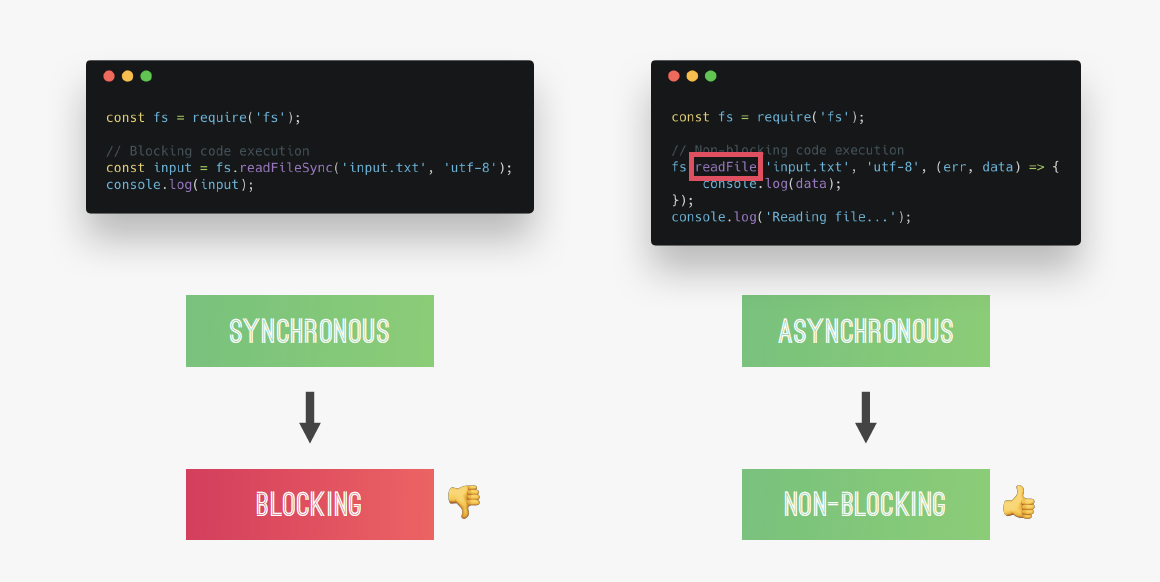 const fs = require('fs');
// Blocking code execution
const input = fs.readFileSync('input.txt', 'utf-8');
console.log(input);
const fs = require('fs');
// Non-blocking code execution
fs readFile 'input.txt', 'utf-8', (err, data) => {
console.log(data);
});
console.log('Reading file...');
SYNCHRONOUS
ASYNCHRONOUS
BLOCKING
NON-BLOCKING